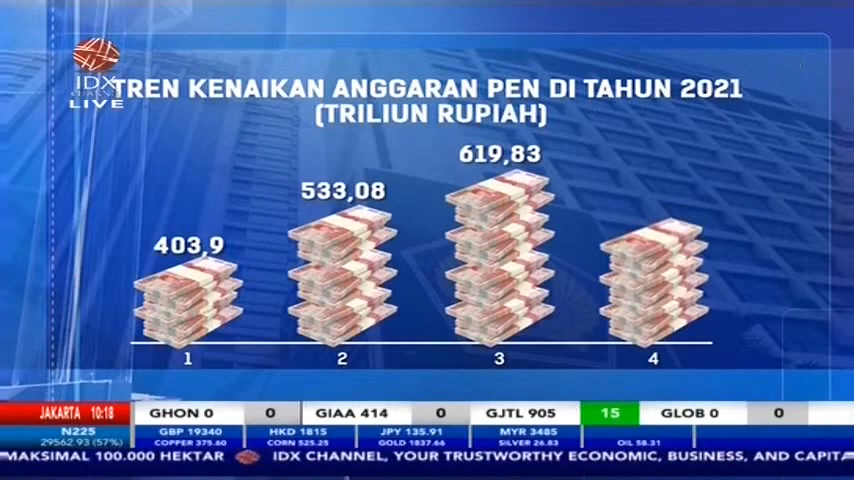 IDX
CHANNEL
LIVE
TREN KENAIKAN ANGGARAN PEN DI TAHUN 2021
(TRILIUN RUPIAH)
403,9
533,08
619,83
1 2 3 4
JAKARTA 10:18 GHON 0 0 GIAA 414 0 GJTL 905 15 GLOB 0 0
N225 GBP 19340 HKD 1815 JPY 135.91 MYR 3485
29562.93 (57%) COPPER 375.60 CORN 525.25 GOLD 1837.66 SILVER 26.83 OIL 58.31
MAKSIMAL 100.000 HEKTAR IDX CHANNEL, YOUR TRUSTWORTHY ECONOMIC, BUSINESS, AND CAPITA